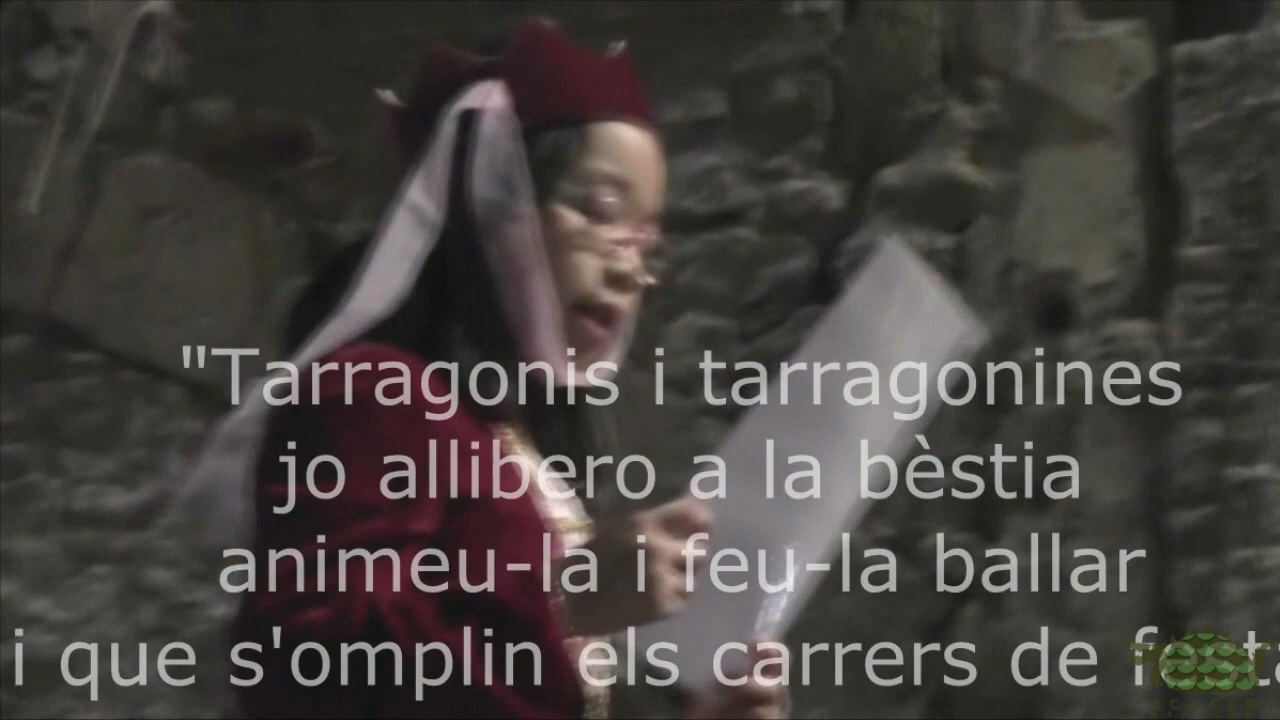 "Tarragonis i tarragonines
jo allibero a la bèstia
animeu-la i feu-la ballar
i que s'omplin els carrers de